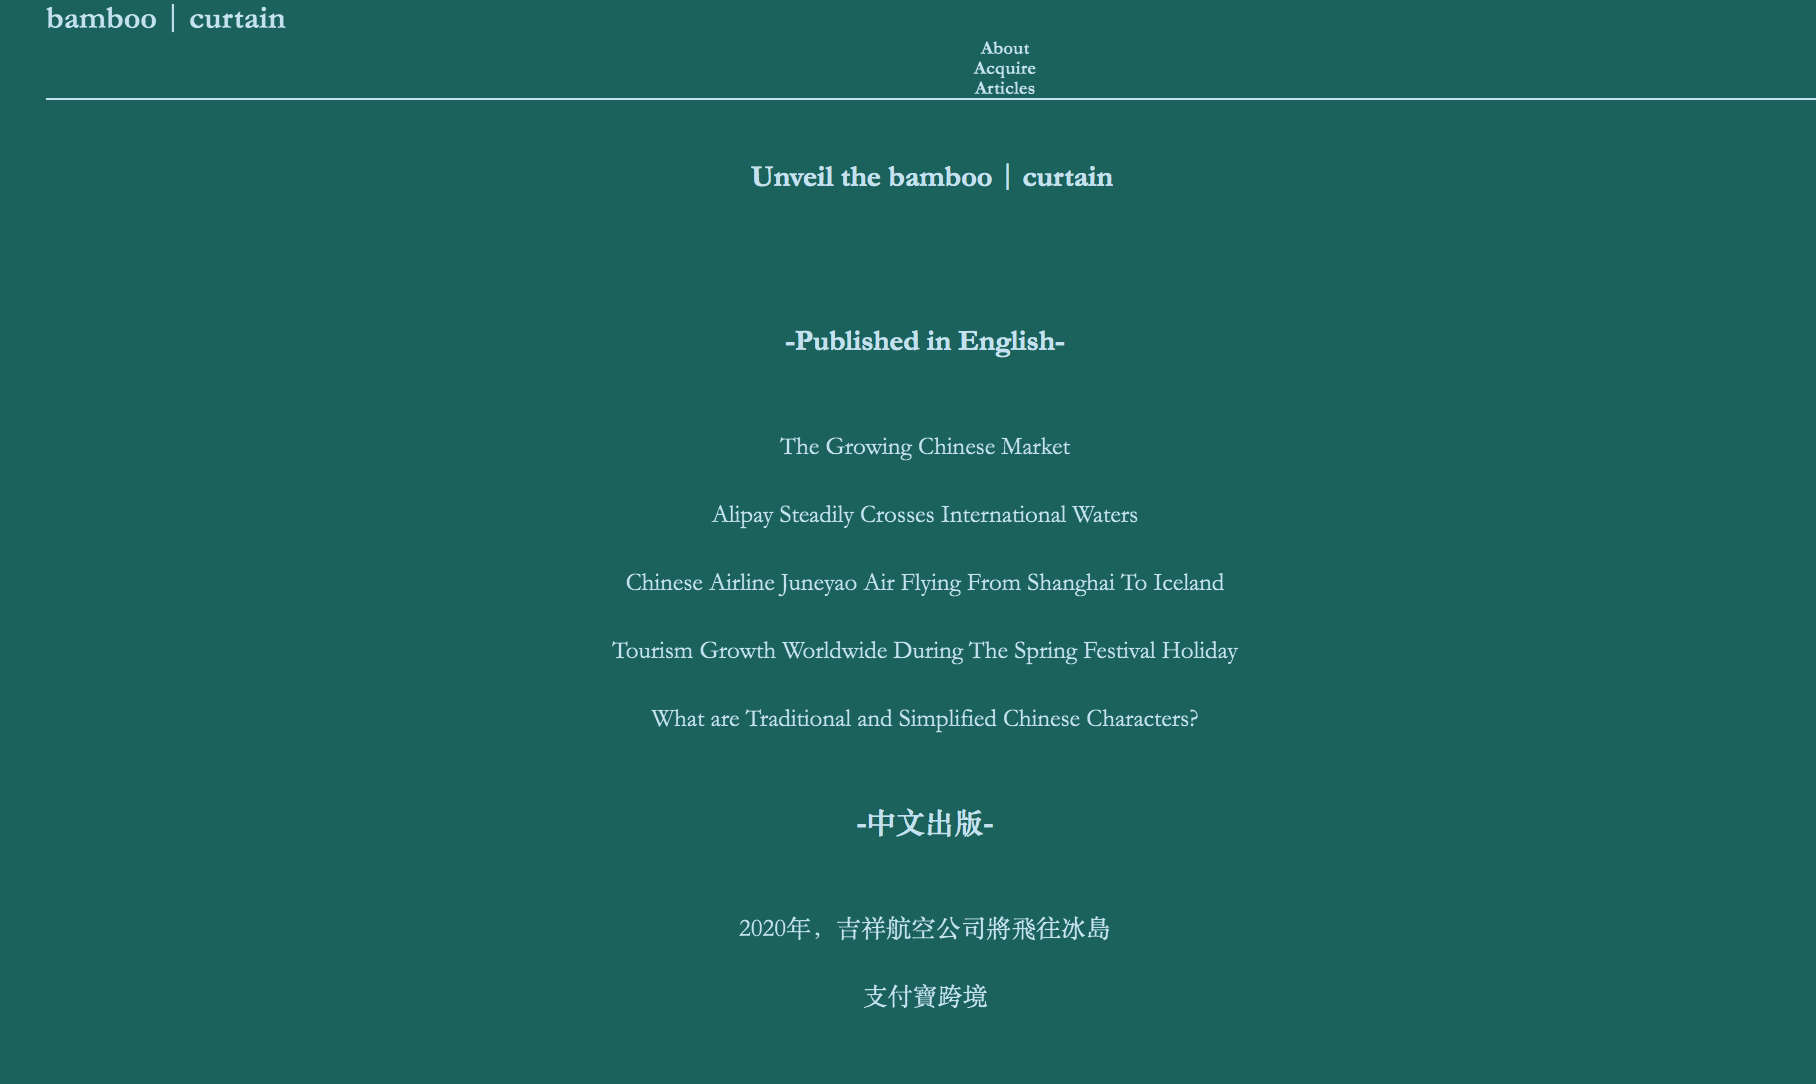 bamboo | curtain
About
Acquire
Articles
Unveil the bamboo | curtain
-Published in English-
The Growing Chinese Market
Alipay Steadily Crosses International Waters
Chinese Airline Juneyao Air Flying From Shanghai To Iceland
Tourism Growth Worldwide During The Spring Festival Holiday
What are Traditional and Simplified Chinese Characters?
-中文出版-
2020年，吉祥航空公司將飛往冰島
支付寶跨境